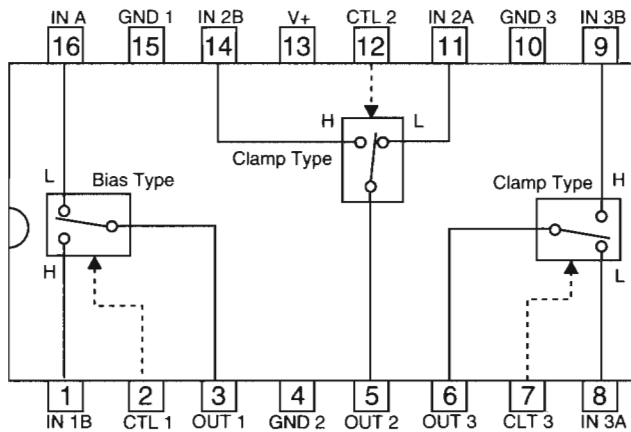 IN A GND 1 IN 2B V+ CTL 2 IN 2A GND 3 IN 3B
16 15 14 13 12 11 10 9
H L
Clamp Type
L Bias Type Clamp Type H
H L
1 2 3 4 5 6 7 8
IN 1B CTL 1 OUT 1 GND 2 OUT 2 OUT 3 CLT 3 IN 3A